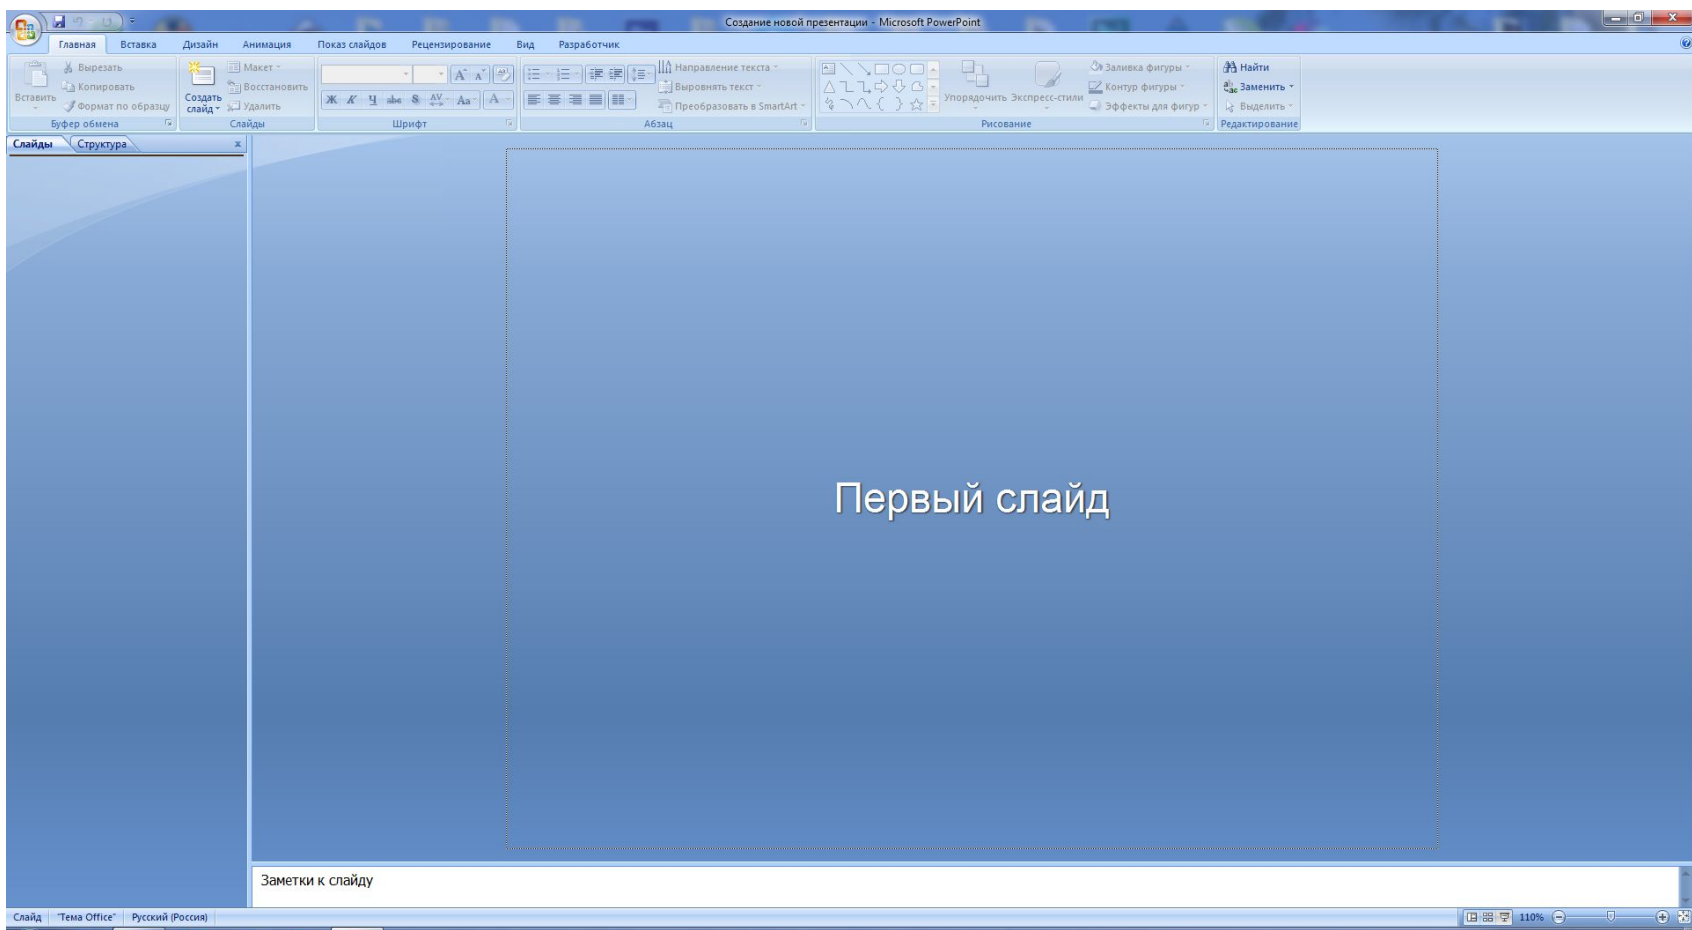 Создание новой презентации - Microsoft PowerPoint
Главная Вставка Дизайн Анимация Показ слайдов Рецензирование Вид Разработчик
Вставить
Вырезать
Копировать
Формат по образцу
Буфер обмена
Создать слайд
Макет
Восстановить
Удалить
Слайды
Ж К Ч abe S AV Aa A
Шрифт
Направление текста
Выровнять текст
Преобразовать в SmartArt
Абзац
Упорядочить Экспресс-стили
Заливка фигуры
Контур фигуры
Эффекты для фигур
Рисование
Найти
Заменить
Выделить
Редактирование
Слайды Структура
Первый слайд
Заметки к слайду
Слайд "Тема Office" Русский (Россия) 110%